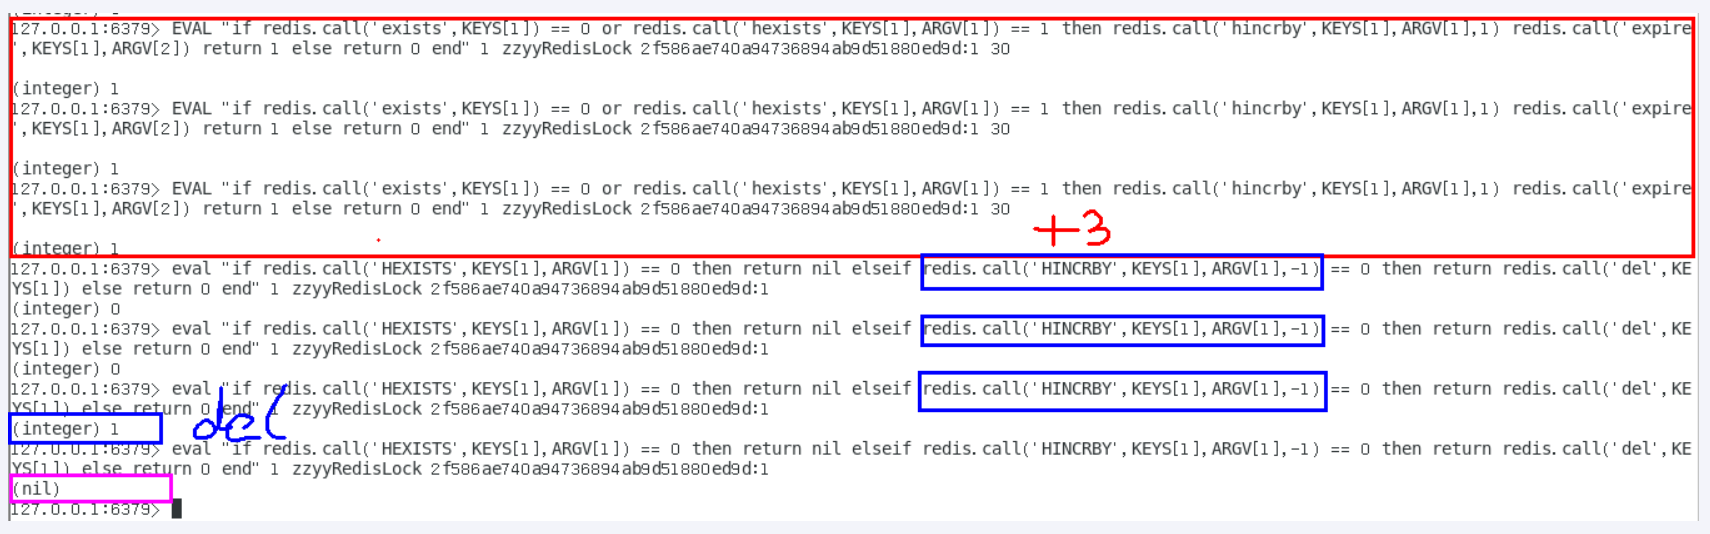 127.0.0.1:6379> EVAL "if redis.call('exists',KEYS[1]) == 0 or redis.call('hexists',KEYS[1],ARGV[1]) == 1 then redis.call('hincrby',KEYS[1],ARGV[1],1) redis.call('expire
',KEYS[1],ARGV[2]) return 1 else return 0 end" 1 zzyyRedisLock 2f586ae740a94736894ab9d51880ed9d:1 30
(integer) 1
127.0.0.1:6379> EVAL "if redis.call('exists',KEYS[1]) == 0 or redis.call('hexists',KEYS[1],ARGV[1]) == 1 then redis.call('hincrby',KEYS[1],ARGV[1],1) redis.call('expire
',KEYS[1],ARGV[2]) return 1 else return 0 end" 1 zzyyRedisLock 2f586ae740a94736894ab9d51880ed9d:1 30
(integer) 1
127.0.0.1:6379> EVAL "if redis.call('exists',KEYS[1]) == 0 or redis.call('hexists',KEYS[1],ARGV[1]) == 1 then redis.call('hincrby',KEYS[1],ARGV[1],1) redis.call('expire
',KEYS[1],ARGV[2]) return 1 else return 0 end" 1 zzyyRedisLock 2f586ae740a94736894ab9d51880ed9d:1 30
+3
(integer) 1
127.0.0.1:6379> eval "if redis.call('HEXISTS',KEYS[1],ARGV[1]) == 0 then return nil elseif redis.call('HINCRBY',KEYS[1],ARGV[1],-1) == 0 then return redis.call('del',KE
YS[1]) else return 0 end" 1 zzyyRedisLock 2f586ae740a94736894ab9d51880ed9d:1
(integer) 0
127.0.0.1:6379> eval "if redis.call('HEXISTS',KEYS[1],ARGV[1]) == 0 then return nil elseif redis.call('HINCRBY',KEYS[1],ARGV[1],-1) == 0 then return redis.call('del',KE
YS[1]) else return 0 end" 1 zzyyRedisLock 2f586ae740a94736894ab9d51880ed9d:1
(integer) 0
127.0.0.1:6379> eval "if redis.call('HEXISTS',KEYS[1],ARGV[1]) == 0 then return nil elseif redis.call('HINCRBY',KEYS[1],ARGV[1],-1) == 0 then return redis.call('del',KE
YS[1]) else return 0 end" 1 zzyyRedisLock 2f586ae740a94736894ab9d51880ed9d:1
(integer) 1
del
127.0.0.1:6379> eval "if redis.call('HEXISTS',KEYS[1],ARGV[1]) == 0 then return nil elseif redis.call('HINCRBY',KEYS[1],ARGV[1],-1) == 0 then return redis.call('del',KE
YS[1]) else return 0 end" 1 zzyyRedisLock 2f586ae740a94736894ab9d51880ed9d:1
(nil)
127.0.0.1:6379>